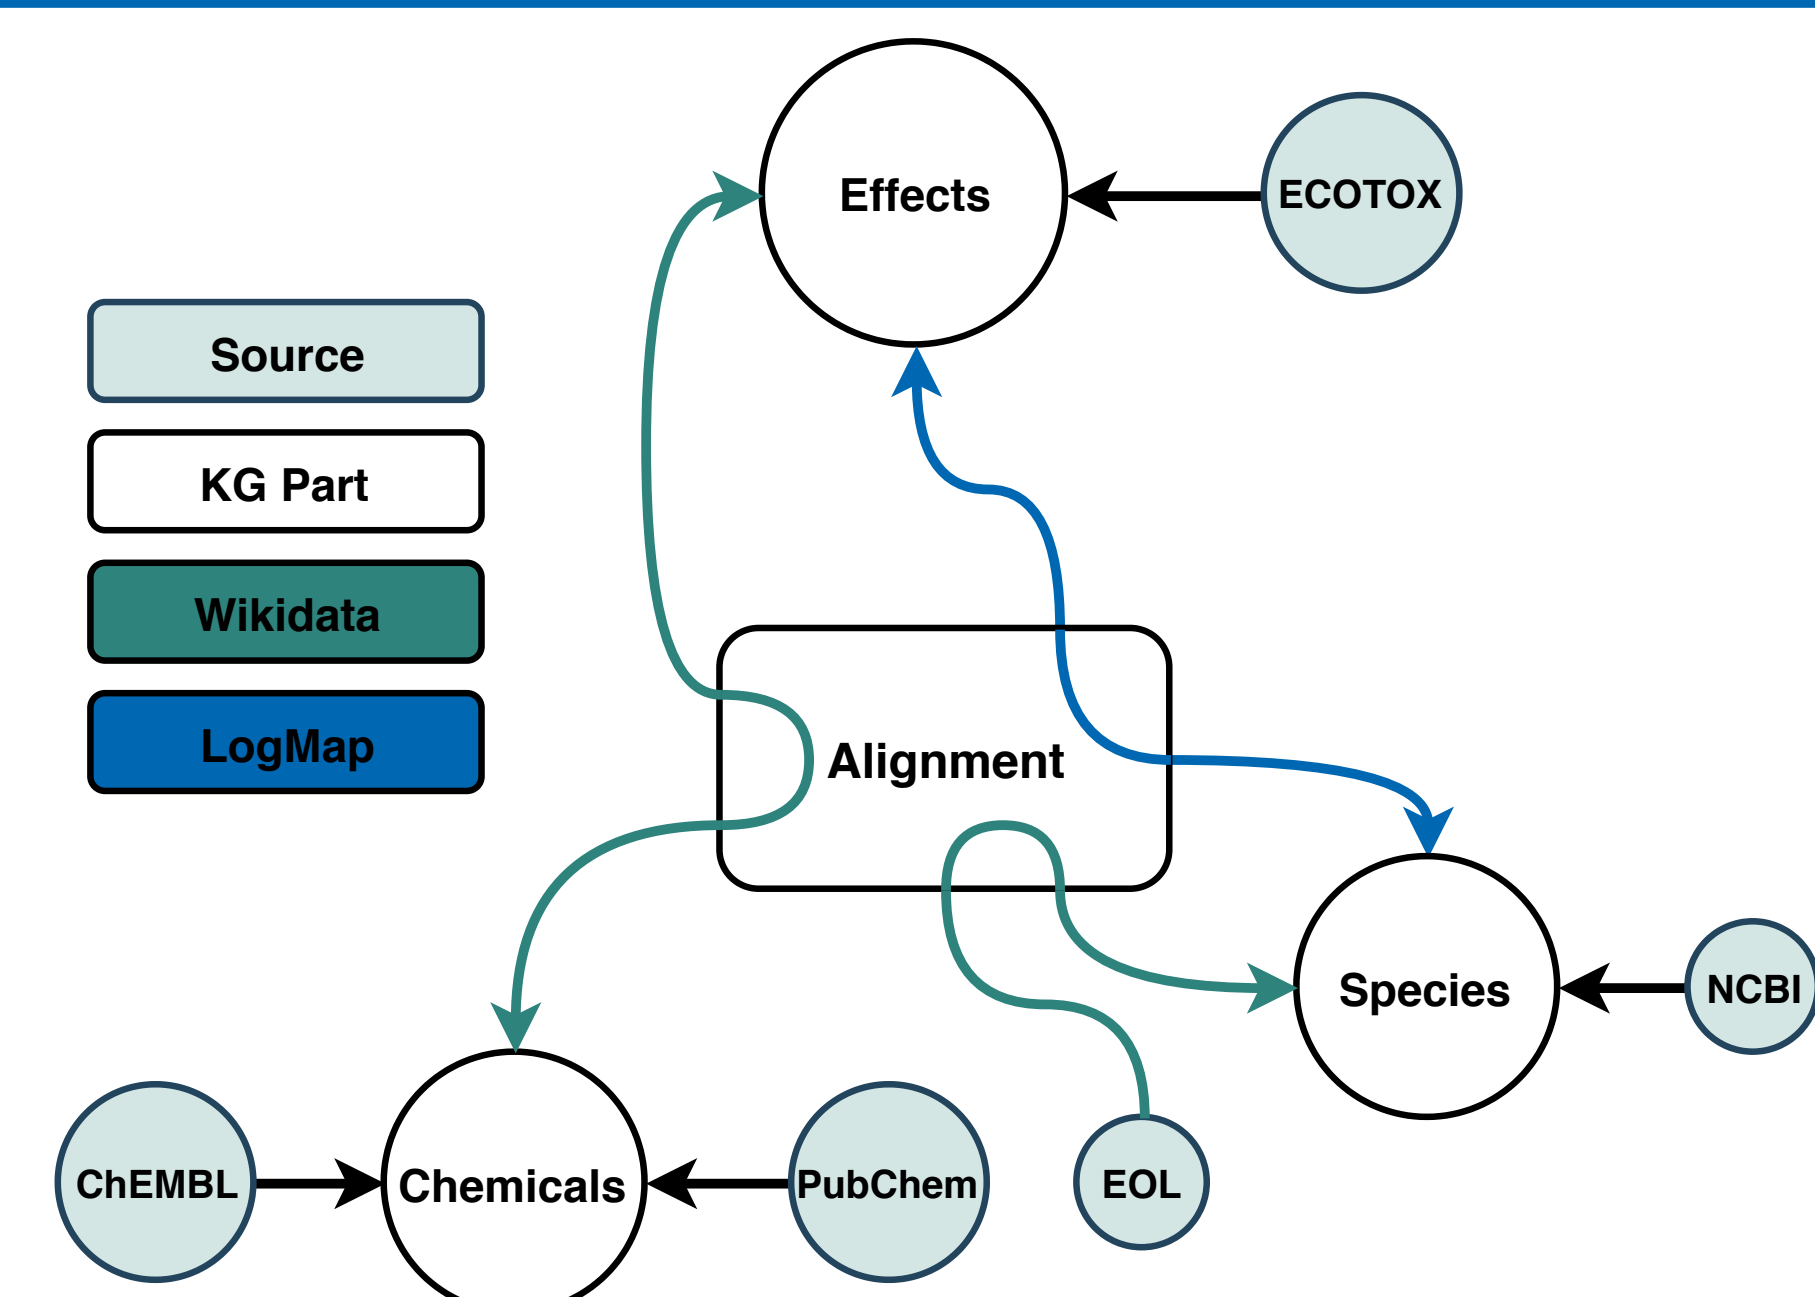 Effects
ECOTOX
Source
KG Part
Wikidata
LogMap
Alignment
Species
NCBI
ChEMBL
Chemicals
PubChem
EOL